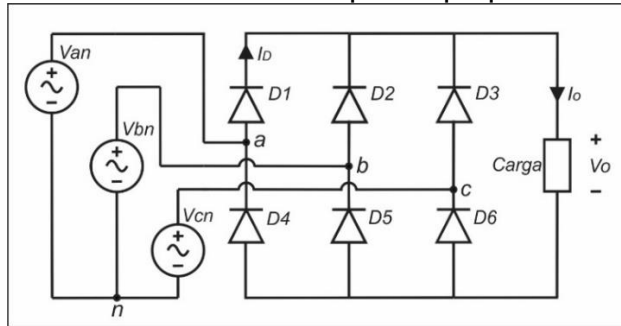 Van
+
−
Vbn
+
−
Vcn
+
−
n
ID
D1
D2
D3
a
b
c
D4
D5
D6
Io
Carga
+
Vo
−